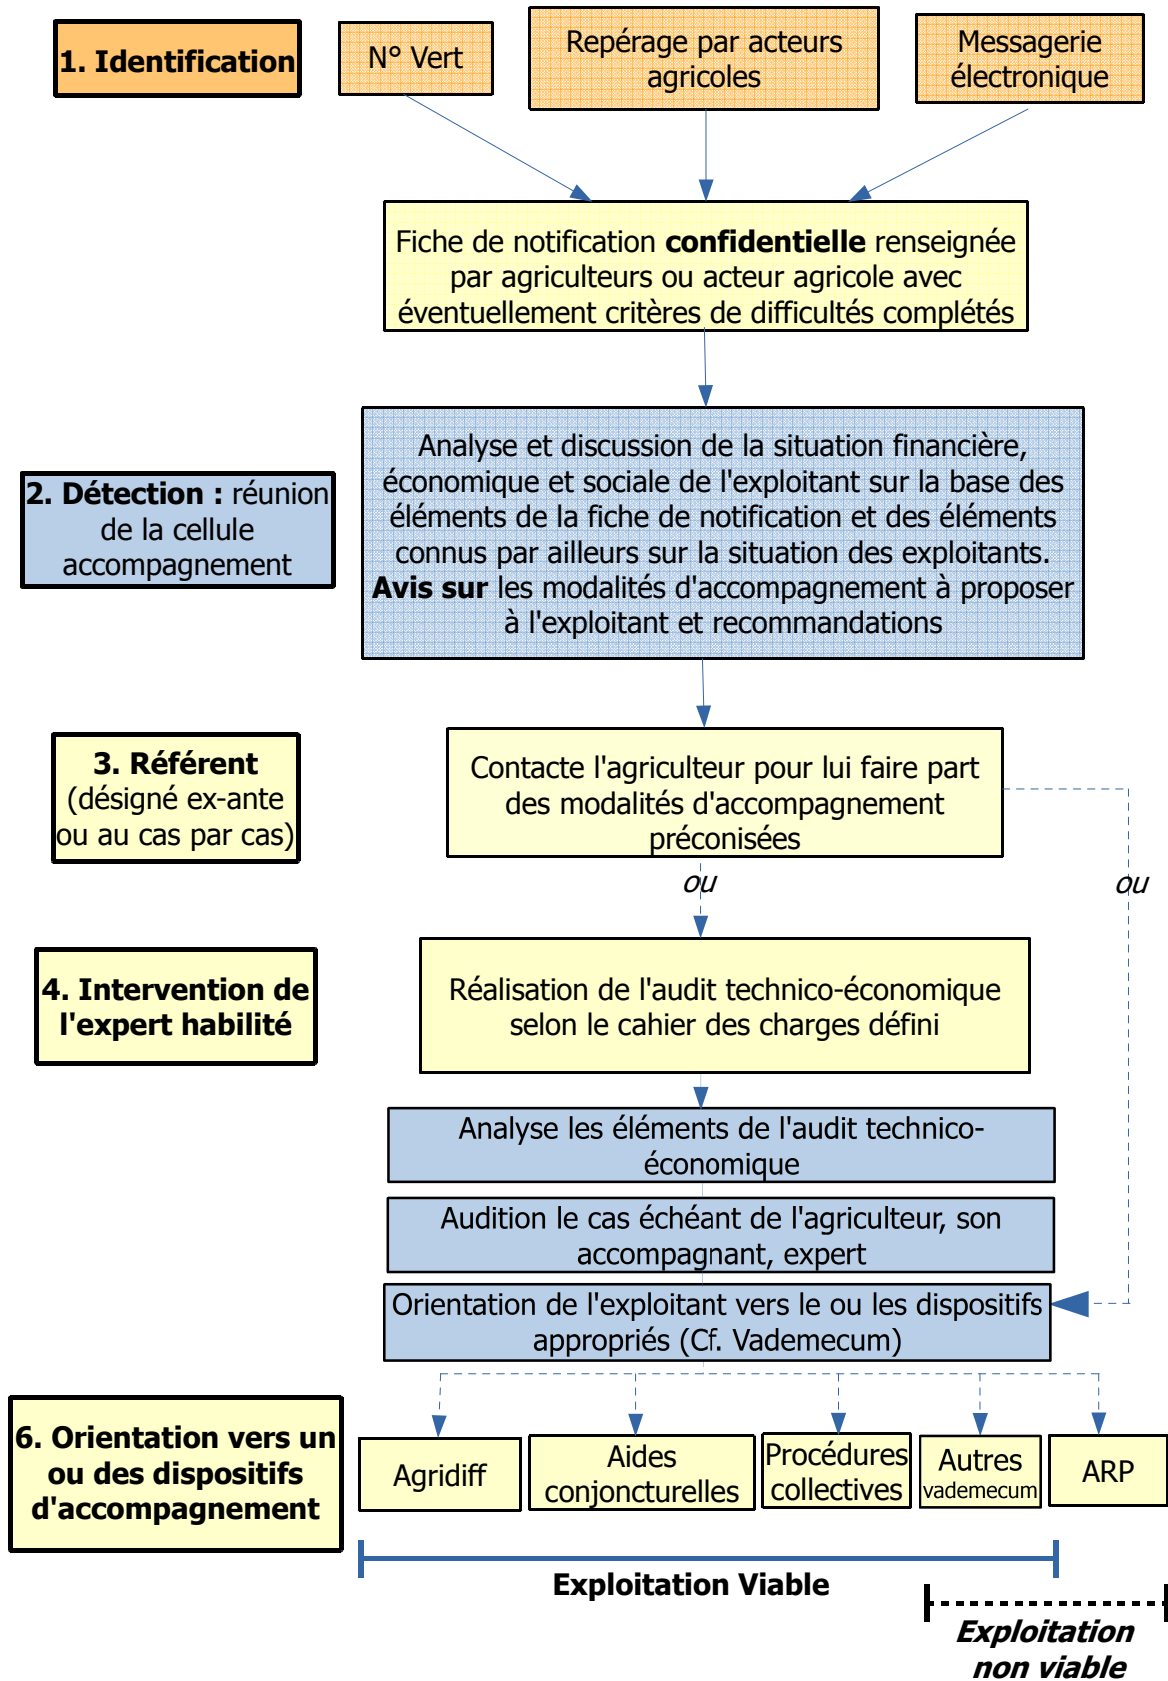 1. Identification
N° Vert
Repérage par acteurs
agricoles
Messagerie
électronique
Fiche de notification confidentielle renseignée
par agriculteurs ou acteur agricole avec
éventuellement critères de difficultés complétés
2. Détection : réunion
de la cellule
accompagnement
Analyse et discussion de la situation financière,
économique et sociale de l'exploitant sur la base des
éléments de la fiche de notification et des éléments
connus par ailleurs sur la situation des exploitants.
Avis sur les modalités d'accompagnement à proposer
à l'exploitant et recommandations
3. Référent
(désigné ex-ante
ou au cas par cas)
Contacte l'agriculteur pour lui faire part
des modalités d'accompagnement
préconisées
ou
ou
4. Intervention de
l'expert habilité
Réalisation de l'audit technico-économique
selon le cahier des charges défini
Analyse les éléments de l'audit technico-
économique
Audition le cas échéant de l'agriculteur, son
accompagnant, expert
Orientation de l'exploitant vers le ou les dispositifs
appropriés (Cf. Vademecum)
6. Orientation vers un
ou des dispositifs
d'accompagnement
Agridiff
Aides
conjoncturelles
Procédures
collectives
Autres
vademecum
ARP
Exploitation Viable
Exploitation
non viable